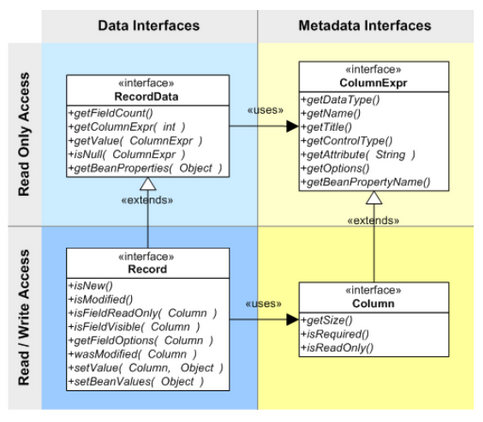 Data Interfaces
Metadata Interfaces
Read Only Access
«interface»
RecordData
+getFieldCount()
+getColumnExpr( int )
+getValue( ColumnExpr )
+isNull( ColumnExpr )
+getBeanProperties( Object )
«uses»
«interface»
ColumnExpr
+getDataType()
+getName()
+getTitle()
+getControlType()
+getAttribute( String )
+getOptions()
+getBeanPropertyName()
«extends»
«extends»
Read / Write Access
«interface»
Record
+isNew()
+isModified()
+isFieldReadOnly( Column )
+isFieldVisible( Column )
+getFieldOptions( Column )
+wasModified( Column )
+setValue( Column, Object )
+setBeanValues( Object )
«uses»
«interface»
Column
+getSize()
+isRequired()
+isReadOnly()